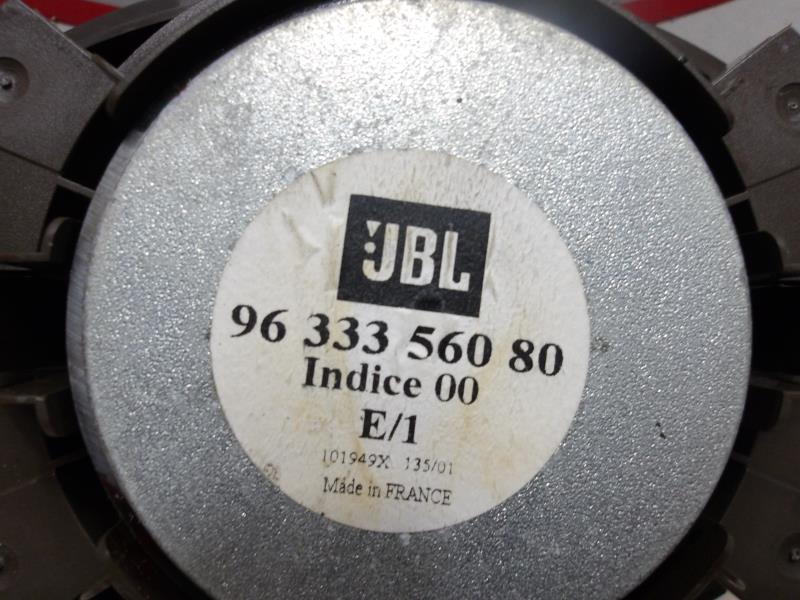 JBL
96 333 560 80
Indice 00
E/1
101949X 135/01
Made in FRANCE